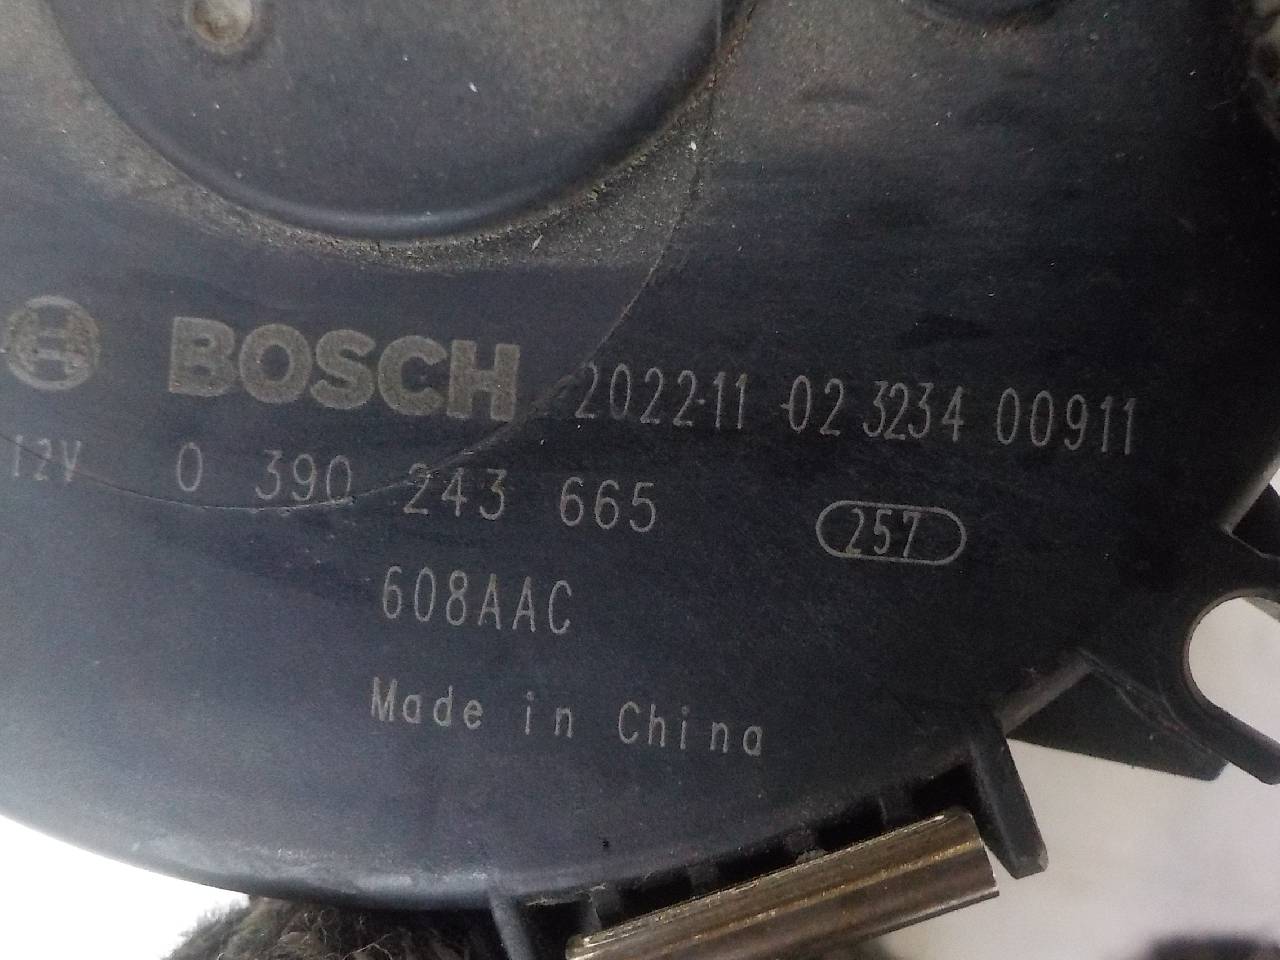 BOSCH 2022-11-02 3234 00911
12V 0 390 243 665
257
608AAC
Made in China